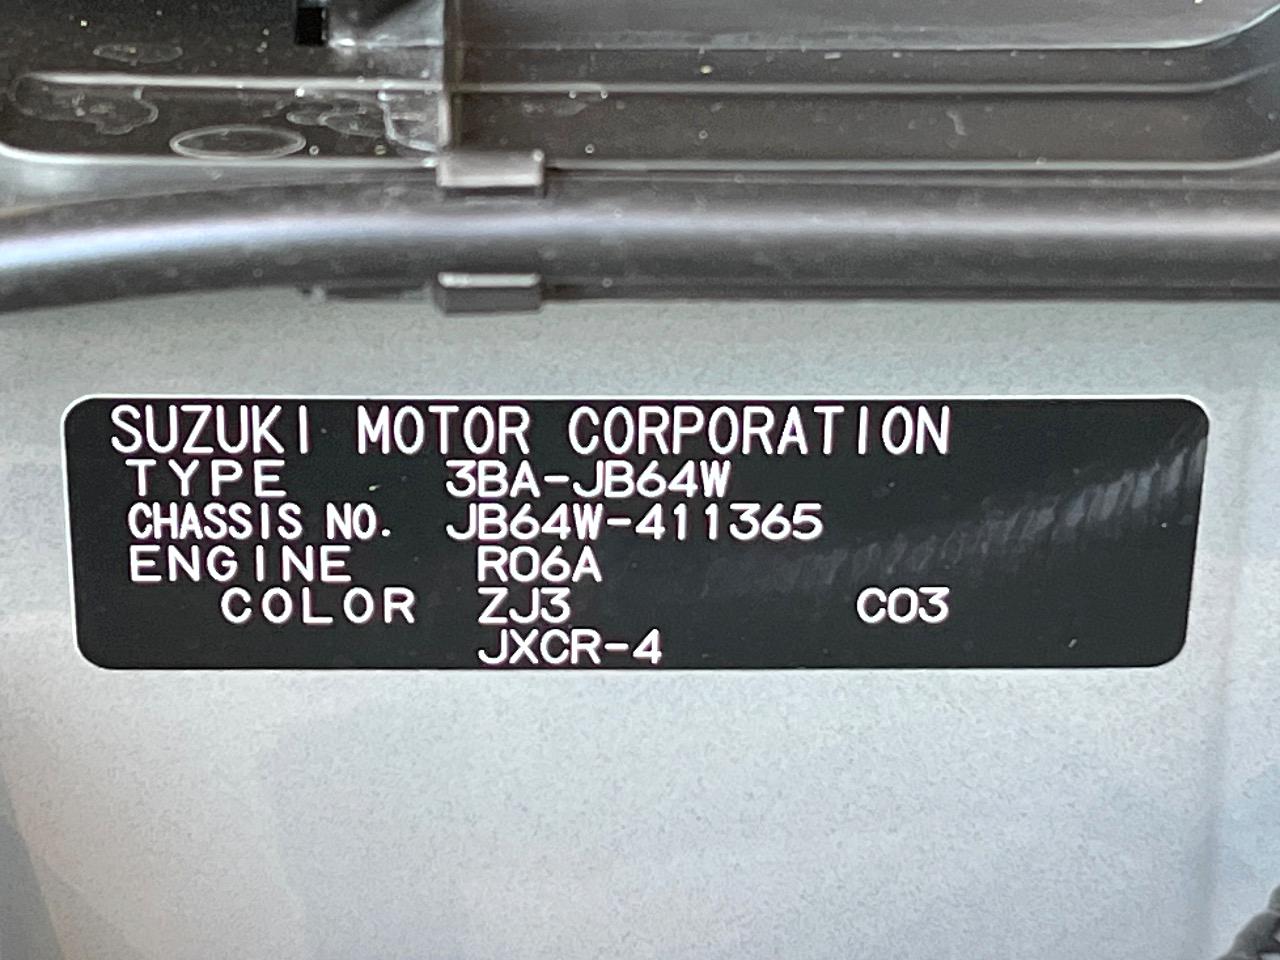 SUZUKI MOTOR CORPORATION
TYPE 3BA-JB64W
CHASSIS NO. JB64W-411365
ENGINE R06A
COLOR ZJ3 C03
JXCR-4